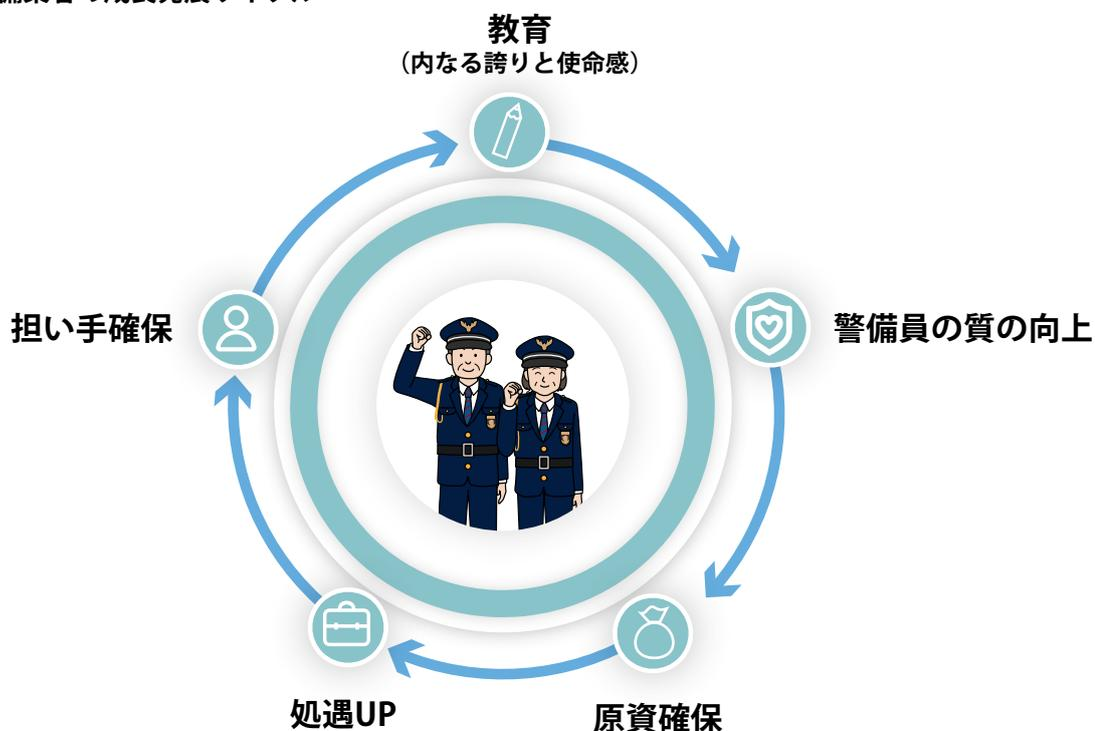 教育
（内なる誇りと使命感）
担い手確保
警備員の質の向上
処遇UP
原資確保